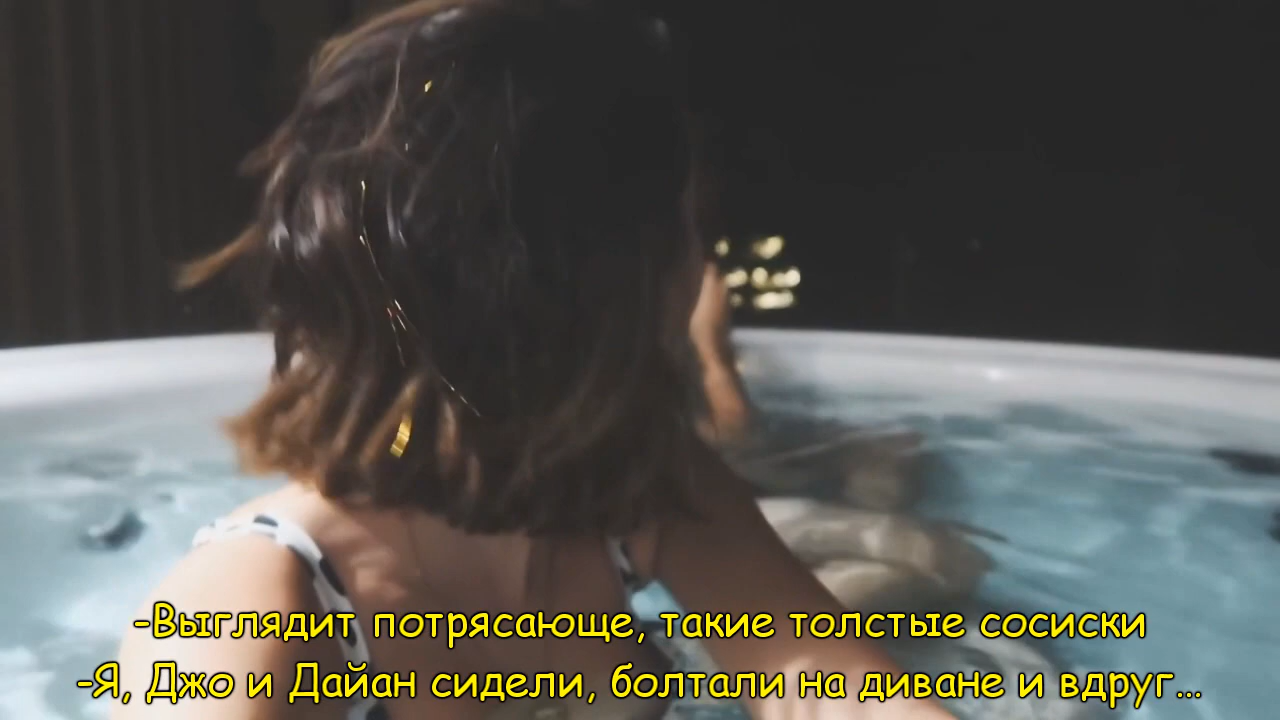 -Выглядит потрясающе, такие толстые сосиски
-Я, Джо и Дайан сидели, болтали на диване и вдруг...